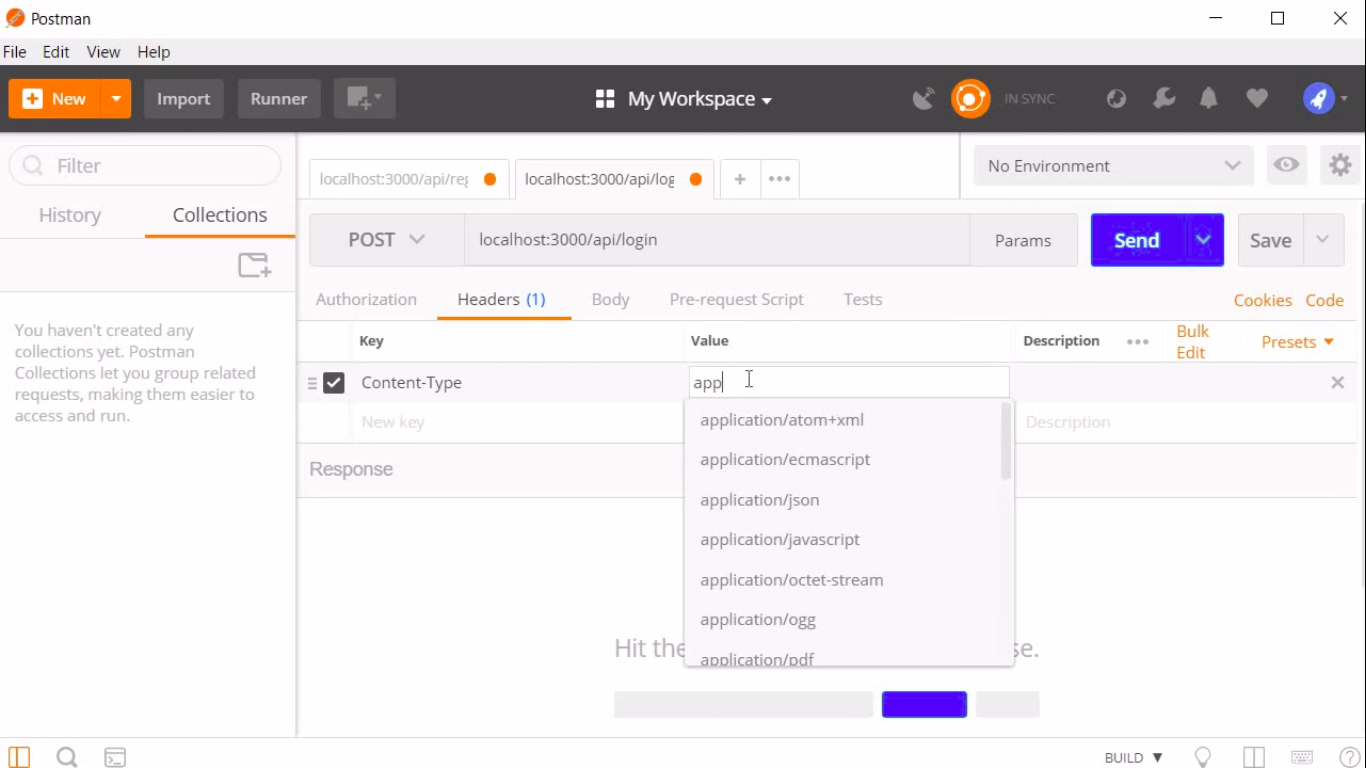 Postman
File Edit View Help
New Import Runner My Workspace IN SYNC
Filter
History Collections
You haven't created any
collections yet. Postman
Collections let you group related
requests, making them easier to
access and run.
localhost:3000/api/reg localhost:3000/api/log + No Environment
POST localhost:3000/api/login Params Send Save
Authorization Headers (1) Body Pre-request Script Tests Cookies Code
Key Value Description Bulk Edit Presets
Content-Type app
New key Description
application/atom+xml
application/ecmascript
application/json
application/javascript
application/octet-stream
application/ogg
application/pdf
Response
Hit the
BUILD